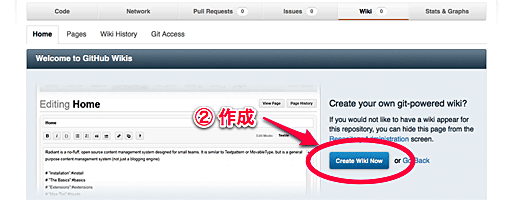 Code Network Pull Requests 0 Issues 0 Wiki 0 Stats & Graphs
Home Pages Wiki History Git Access
Welcome to GitHub Wikis
Editing Home View Page Page History
Home
Edit Mode: Textile
Radiant is a no-fluff, open source content management system designed for small teams. It is similar to Textpattern or MovableType, but is a general
purpose content management system (not just a blogging engine).
# "Installation" #install
# "The Basics" #basics
# "Extensions" #extensions
② 作成
Create your own git-powered wiki?
If you would not like to have a wiki appear for
this repository, you can hide this page from the
Repository Administration screen.
Create Wiki Now or Go Back